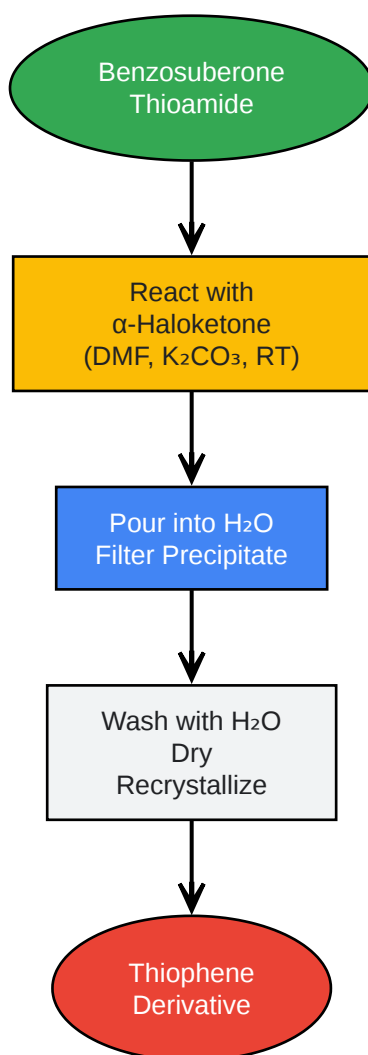 Benzosuberone
Thioamide
React with
α-Haloketone
(DMF, K₂CO₃, RT)
Pour into H₂O
Filter Precipitate
Wash with H₂O
Dry
Recrystallize
Thiophene
Derivative